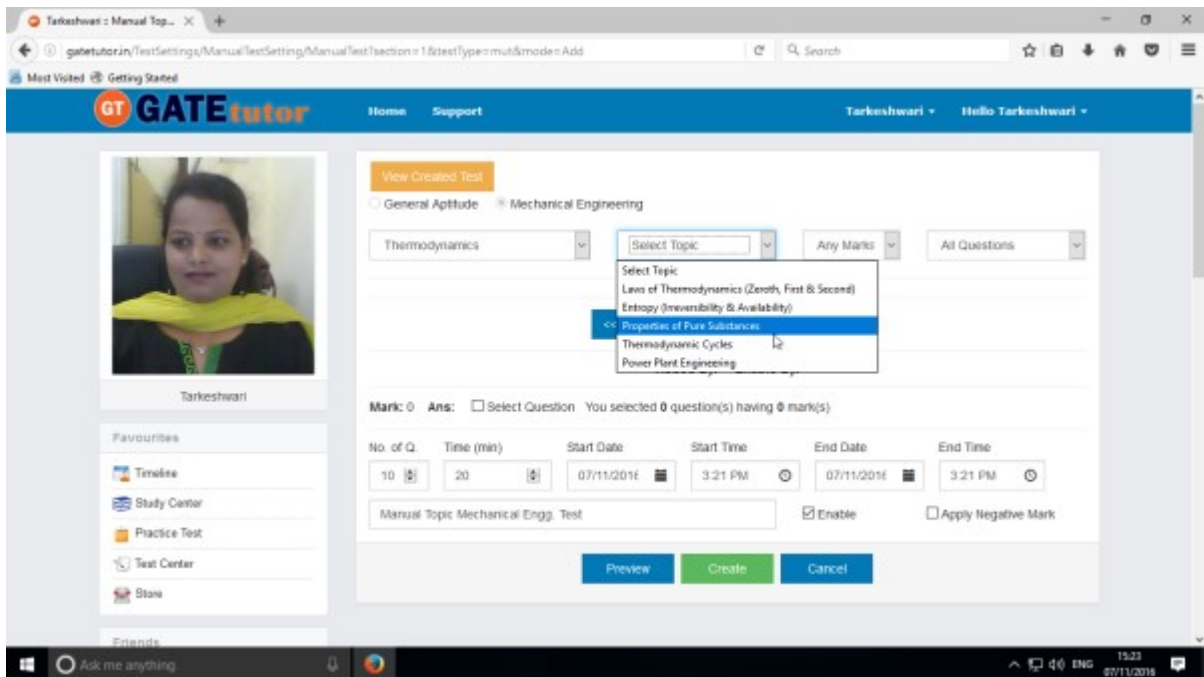 Tarkeshwari :: Manual Top...
gatetutor.in/TestSettings/ManualTestSetting/ManualTest?section=1&testType=mut&mode=Add
Search
Most Visited Getting Started
GT GATEtutor Home Support Tarkeshwari Hello Tarkeshwari
View Created Test
General Aptitude Mechanical Engineering
Thermodynamics Select Topic Any Marks All Questions
Select Topic
Laws of Thermodynamics (Zeroth, First & Second)
Entropy (Irreversibility & Availability)
<< Properties of Pure Substances
Thermodynamic Cycles
Power Plant Engineering
Tarkeshwari
Mark: 0 Ans: Select Question You selected 0 question(s) having 0 mark(s)
Favourites
No. of Q. Time (min) Start Date Start Time End Date End Time
Timeline
10 20 07/11/2016 3:21 PM 07/11/2016 3:21 PM
Study Center
Manual Topic Mechanical Engg. Test Enable Apply Negative Mark
Practice Test
Test Center
Preview Create Cancel
Store
Friends
Ask me anything ENG 15:23
07/11/2016